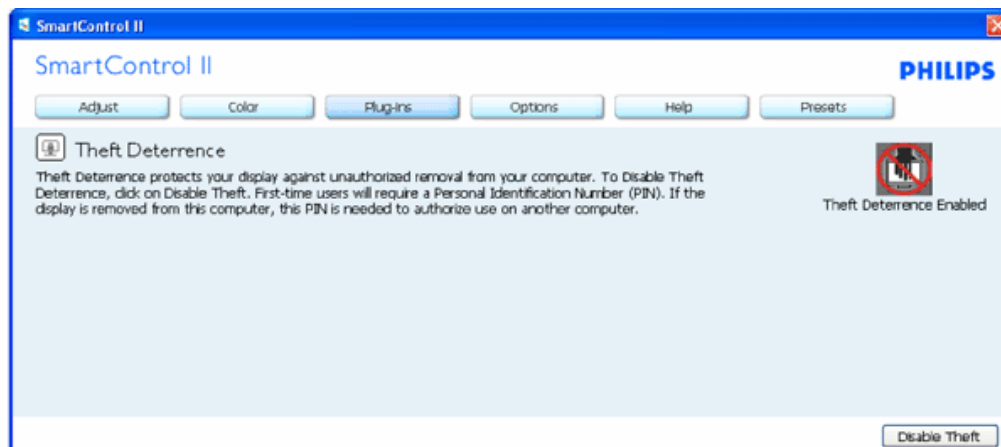 SmartControl II
SmartControl II
PHILIPS
Adjust
Color
Plug-Ins
Options
Help
Presets
Theft Deterrence
Theft Deterrence protects your display against unauthorized removal from your computer. To Disable Theft
Deterrence, click on Disable Theft. First-time users will require a Personal Identification Number (PIN). If the
display is removed from this computer, this PIN is needed to authorize use on another computer.
Theft Deterrence Enabled
Disable Theft